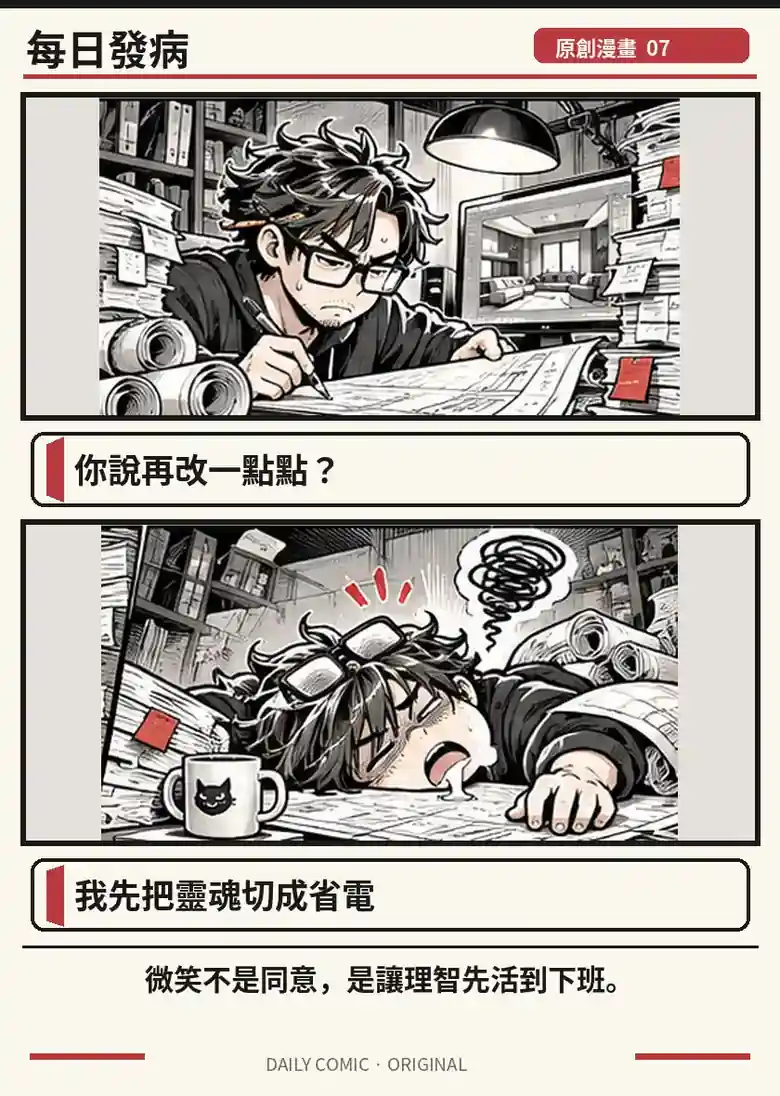 每日發病
原創漫畫 07
你說再改一點點？
我先把靈魂切成省電
微笑不是同意，是讓理智先活到下班。
DAILY COMIC · ORIGINAL